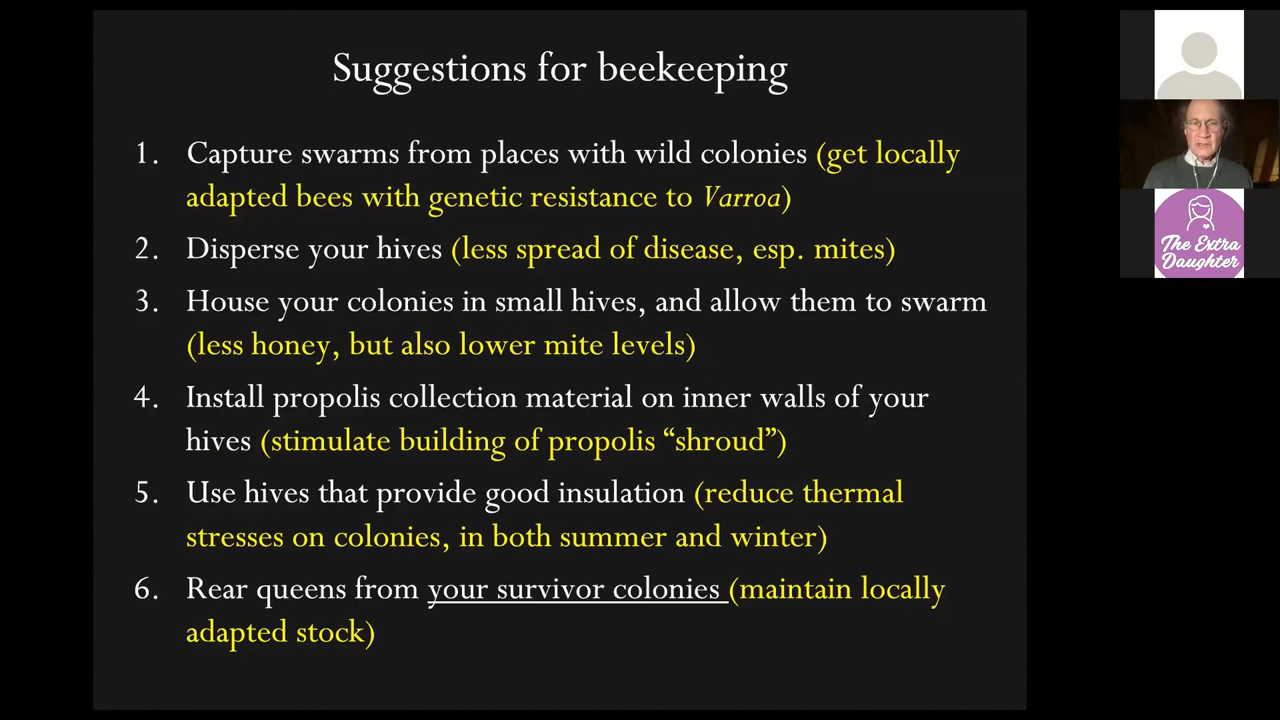 Suggestions for beekeeping
1. Capture swarms from places with wild colonies (get locally
adapted bees with genetic resistance to Varroa)
2. Disperse your hives (less spread of disease, esp. mites)
3. House your colonies in small hives, and allow them to swarm
(less honey, but also lower mite levels)
4. Install propolis collection material on inner walls of your
hives (stimulate building of propolis “shroud”)
5. Use hives that provide good insulation (reduce thermal
stresses on colonies, in both summer and winter)
6. Rear queens from your survivor colonies (maintain locally
adapted stock)
The Extra
Daughter